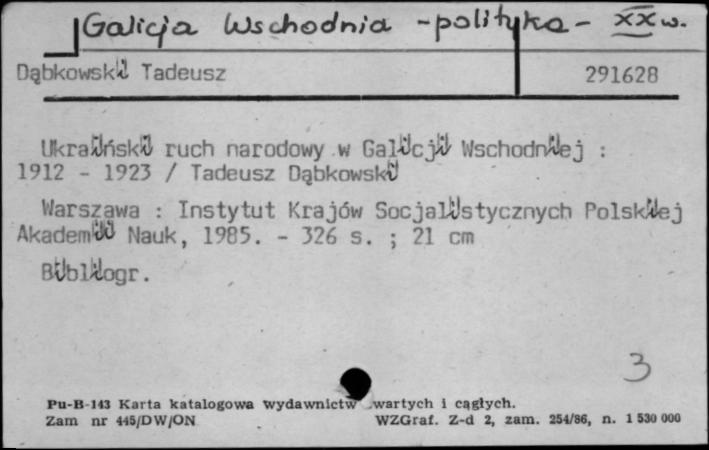 Galicja Wschodnia - polityka - XX w.
Dąbkowski Tadeusz 291628
Ukraiński ruch narodowy w Galicji Wschodniej :
1912 - 1923 / Tadeusz Dąbkowski
Warszawa : Instytut Krajów Socjalistycznych Polskiej
Akademii Nauk, 1985. - 326 s. ; 21 cm
Bibliogr.
3
Pu-B-143 Karta katalogowa wydawnictw wartych i cągłych.
Zam nr 445/DW/ON WZGraf. Z-d 2, zam. 254/86, n. 1 530 000